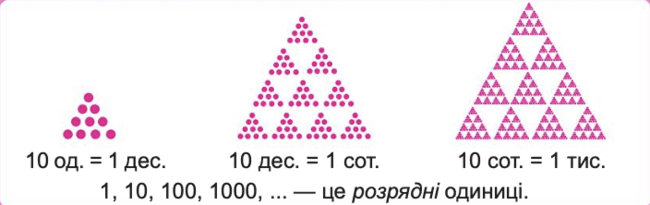 10 од. = 1 дес. 10 дес. = 1 сот. 10 сот. = 1 тис.
1, 10, 100, 1000, ... — це розрядні одиниці.